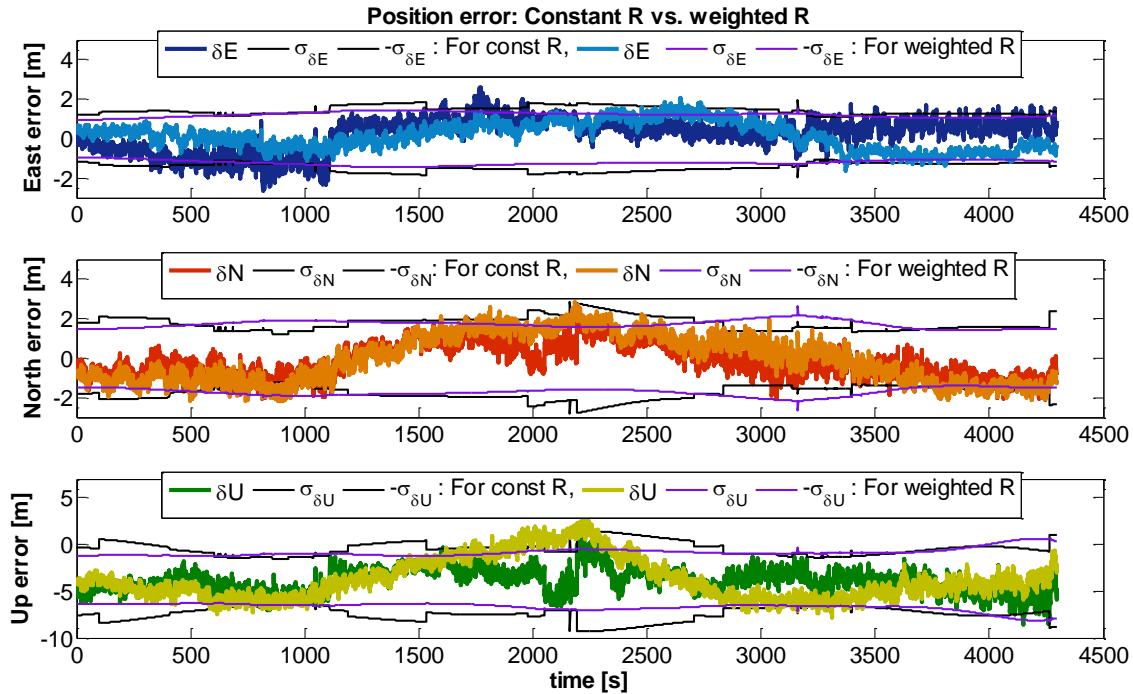 Position error: Constant R vs. weighted R
δE σδE -σδE : For const R, δE σδE -σδE : For weighted R
East error [m]
4
2
0
-2
0 500 1000 1500 2000 2500 3000 3500 4000 4500
δN σδN -σδN: For const R, δN σδN -σδN : For weighted R
North error [m]
4
2
0
-2
0 500 1000 1500 2000 2500 3000 3500 4000 4500
δU σδU -σδU : For const R, δU σδU -σδU : For weighted R
Up error [m]
5
0
-5
-10
0 500 1000 1500 2000 2500 3000 3500 4000 4500
time [s]